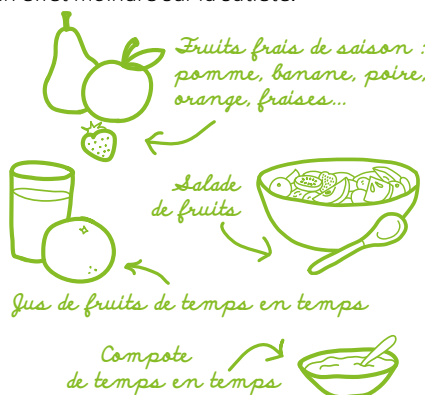 Fruits frais de saison :
pomme, banane, poire,
orange, fraises...
Salade
de fruits
Jus de fruits de temps en temps
Compote
de temps en temps